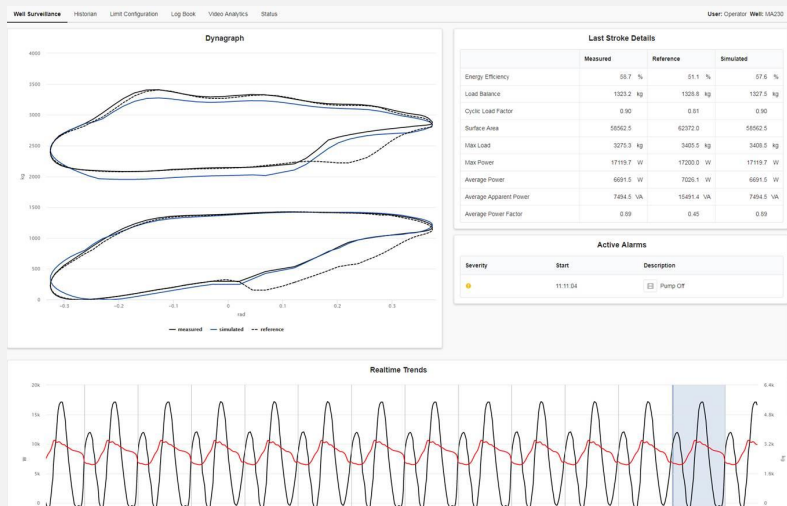 Well Surveillance Historian Limit Configuration Log Book Video Analytics Status User: Operator Well: MA230
Dynagraph
4000
3500
3000
2500
kg
2000
1500
1000
500
0
-0.3 -0.2 -0.1 0 0.1 0.2 0.3
rad
measured simulated reference
Last Stroke Details
Measured Reference Simulated
Energy Efficiency 58.7 % 51.1 % 57.6 %
Load Balance 1323.2 kg 1328.8 kg 1327.5 kg
Cyclic Load Factor 0.90 0.81 0.90
Surface Area 58562.5 62372.0 58562.5
Max Load 3275.3 kg 3405.5 kg 3408.5 kg
Max Power 17119.7 W 17200.0 W 17119.7 W
Average Power 6691.5 W 7026.1 W 6691.5 W
Average Apparent Power 7494.5 VA 15491.4 VA 7494.5 VA
Average Power Factor 0.89 0.45 0.89
Active Alarms
Severity Start Description
11:11:04 Pump Off
Realtime Trends
20k 6.4k
15k 4.8k
10k 3.2k
W kg
5k 1.6k
0 0